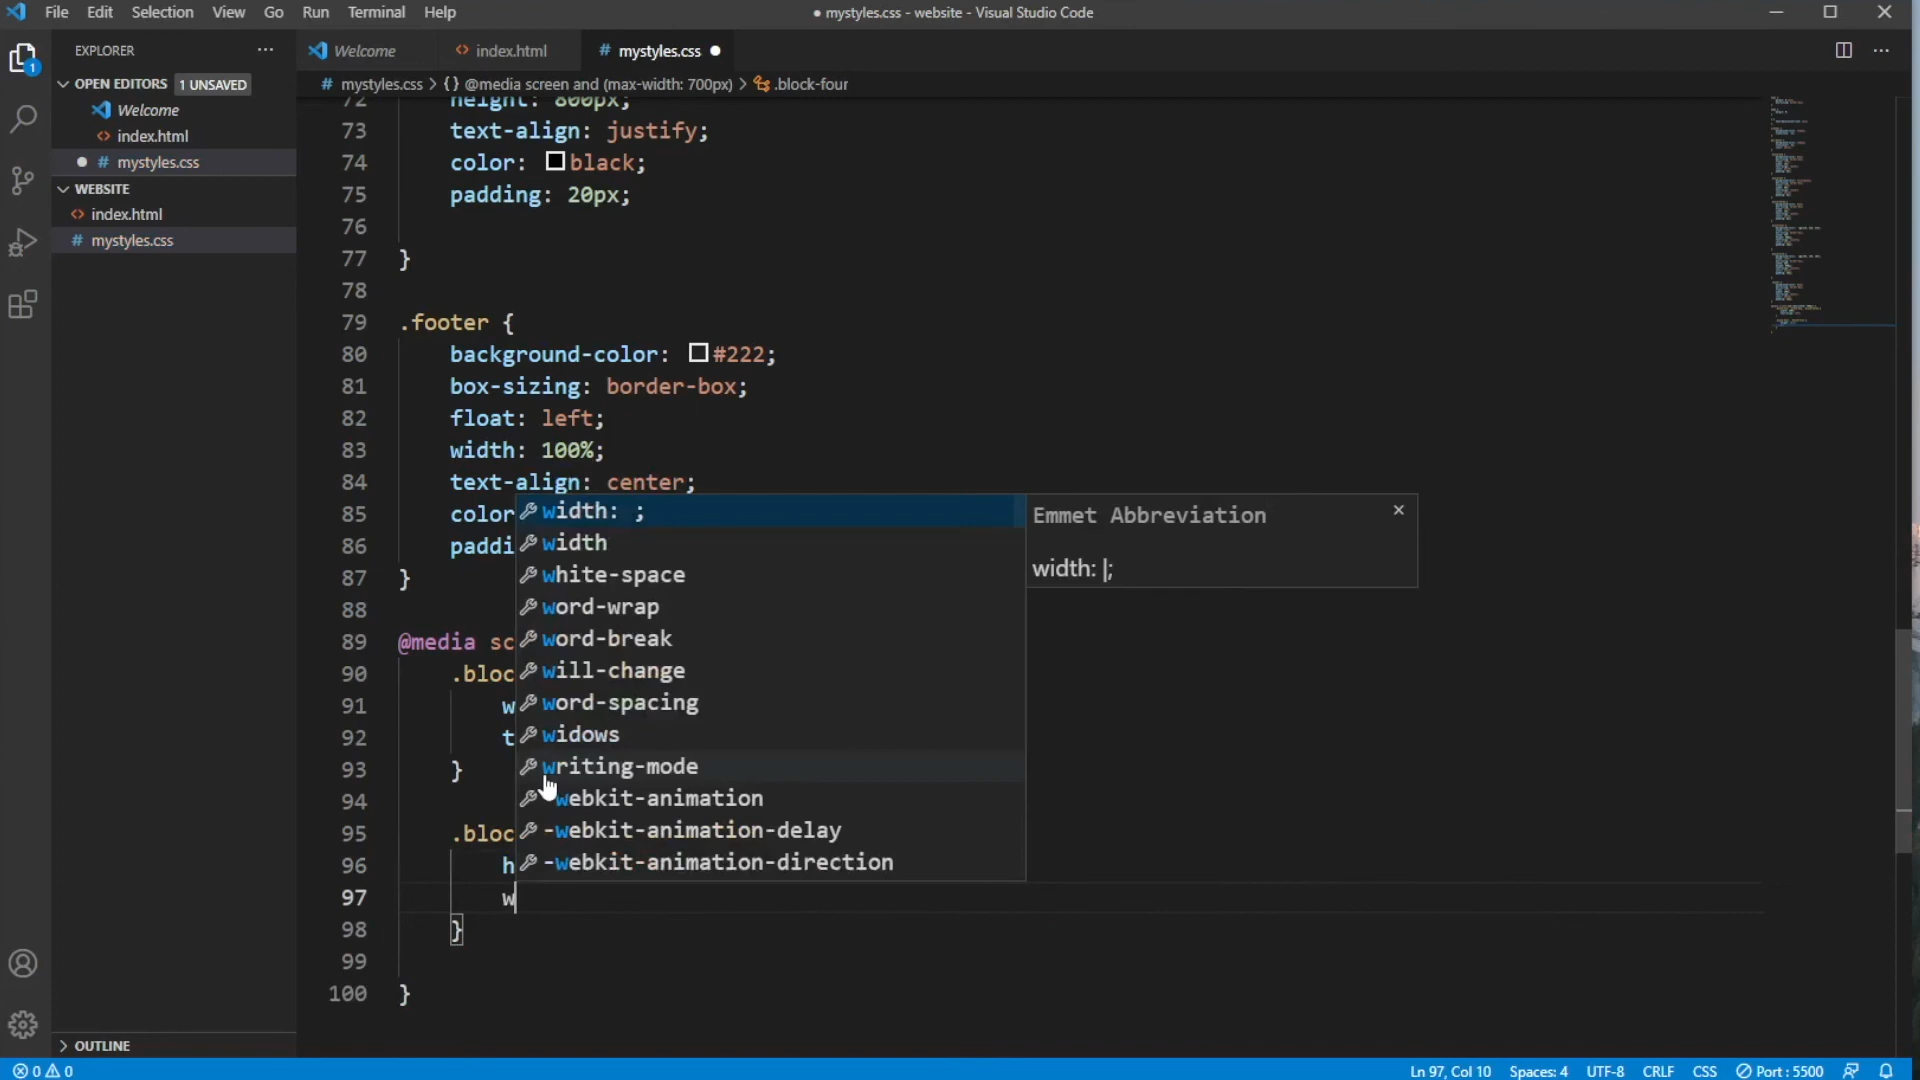 File Edit Selection View Go Run Terminal Help
● mystyles.css - website - Visual Studio Code
EXPLORER
OPEN EDITORS 1 UNSAVED
Welcome
index.html
mystyles.css
WEBSITE
index.html
mystyles.css
OUTLINE
1
Welcome
index.html
mystyles.css
mystyles.css > {} @media screen and (max-width: 700px) > .block-four
72 height: 800px;
73 text-align: justify;
74 color: black;
75 padding: 20px;
76
77 }
78
79 .footer {
80 background-color: #222;
81 box-sizing: border-box;
82 float: left;
83 width: 100%;
84 text-align: center;
85 color
86 paddi
87 }
88
89 @media sc
90 .bloc
91 w
92 t
93 }
94
95 .bloc
96 h
97 w
98 }
99
100 }
width: ;
width
white-space
word-wrap
word-break
will-change
word-spacing
widows
writing-mode
-webkit-animation
-webkit-animation-delay
-webkit-animation-direction
Emmet Abbreviation
width: |;
0 0
Ln 97, Col 10 Spaces: 4 UTF-8 CRLF CSS Port : 5500